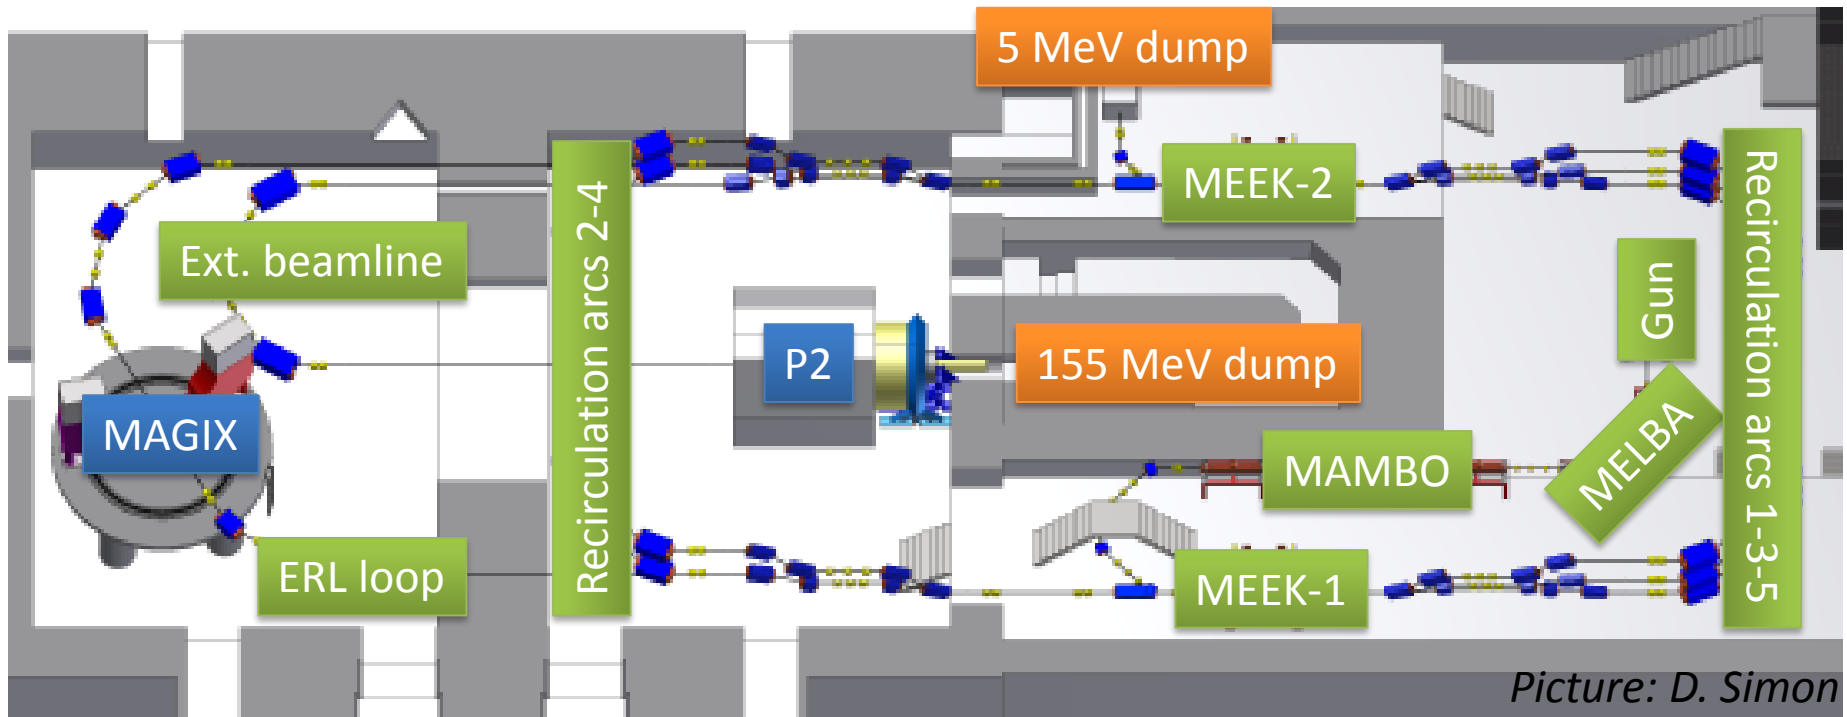 5 MeV dump
MEEK-2
Recirculation arcs 2-4
Recirculation arcs 1-3-5
Ext. beamline
Gun
P2
155 MeV dump
MAGIX
MAMBO
MELBA
ERL loop
MEEK-1
Picture: D. Simon